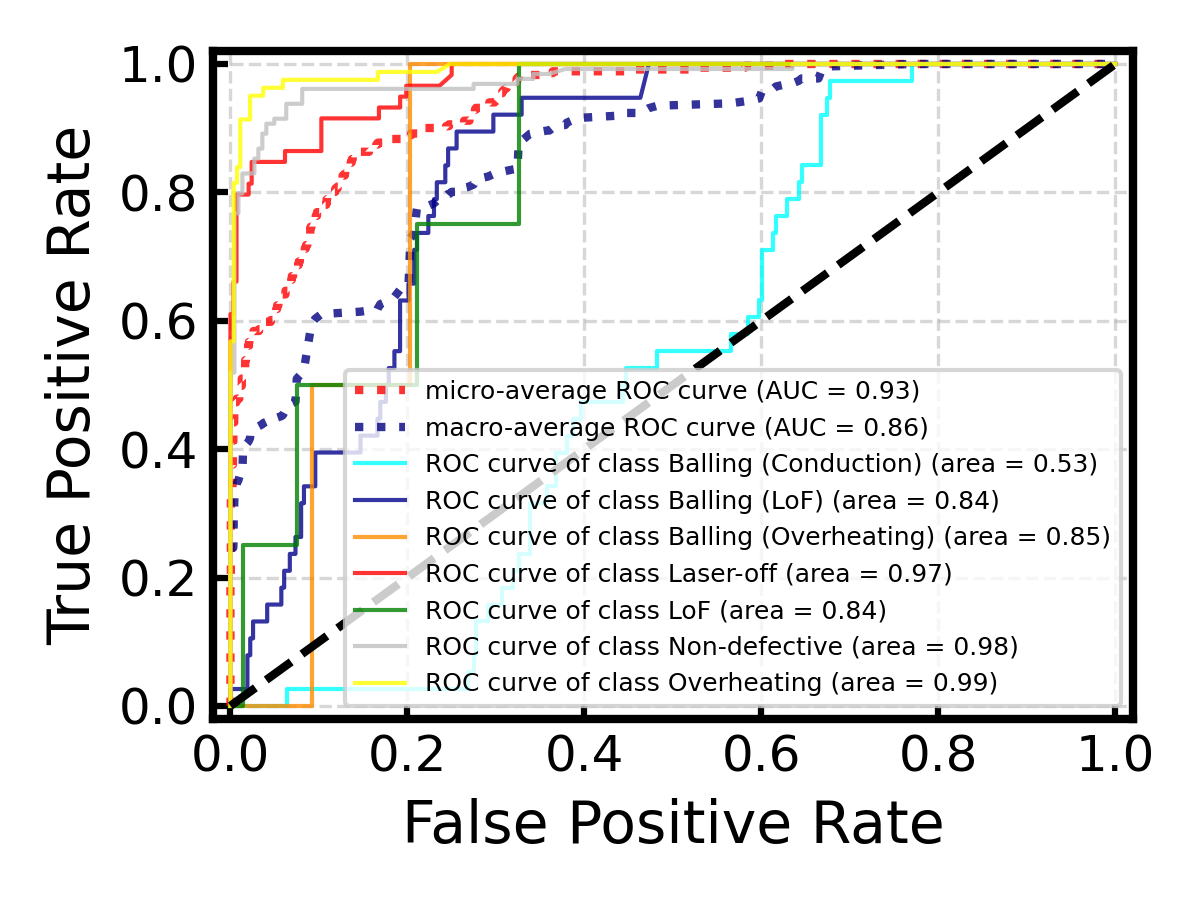 True Positive Rate
1.0
0.8
0.6
0.4
0.2
0.0
micro-average ROC curve (AUC = 0.93)
macro-average ROC curve (AUC = 0.86)
ROC curve of class Balling (Conduction) (area = 0.53)
ROC curve of class Balling (LoF) (area = 0.84)
ROC curve of class Balling (Overheating) (area = 0.85)
ROC curve of class Laser-off (area = 0.97)
ROC curve of class LoF (area = 0.84)
ROC curve of class Non-defective (area = 0.98)
ROC curve of class Overheating (area = 0.99)
0.0 0.2 0.4 0.6 0.8 1.0
False Positive Rate